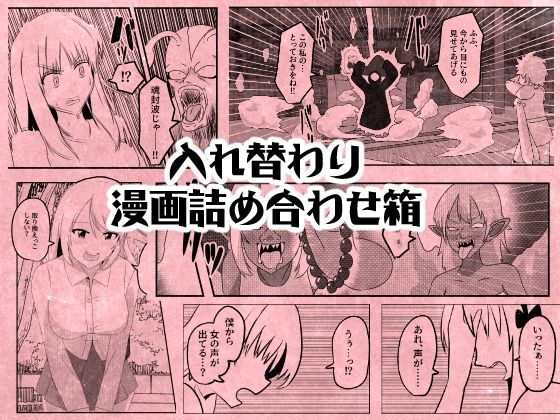 ふふ、
今から目にもの
見せてあげる
この私の…
とっておきをね!!
魂封波じゃ
!!
!?
入れ替わり
漫画詰め合わせ箱
取り換えっこ
しない?
いったぁ……
あれ、声が……
うぅ…っ!?
僕から
女の声が
出てる…?